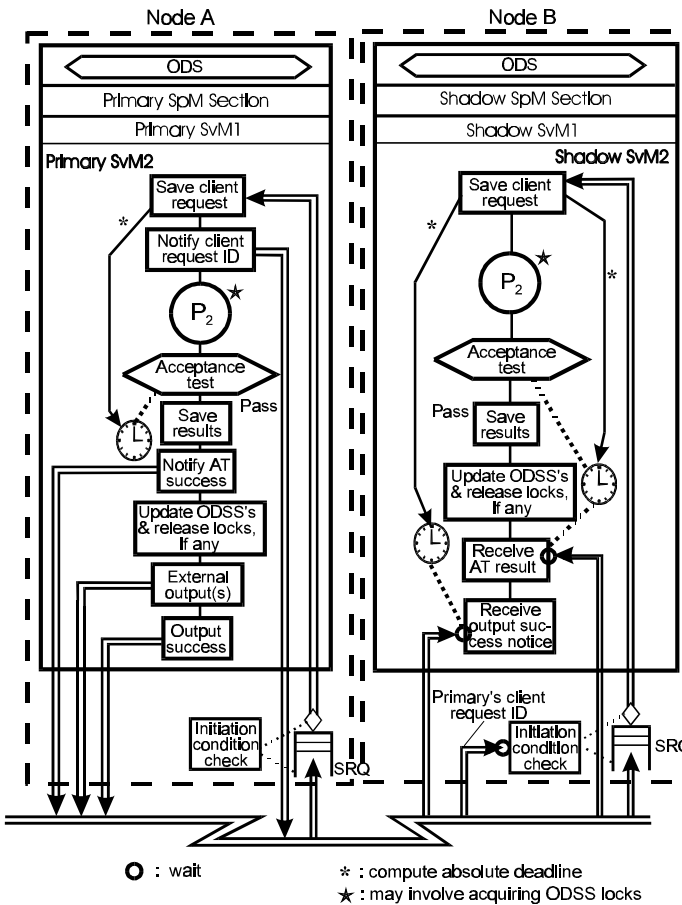 Node A
ODS
Primary SpM Section
Primary SvM1
Primary SvM2
Save client
request
*
Notify client
request ID
P2
★
Acceptance
test
Pass
Save
results
Notify AT
success
Update ODSS's
& release locks,
If any
External
output(s)
Output
success
Initiation
condition
check
SRQ
Node B
ODS
Shadow SpM Section
Shadow SvM1
Shadow SvM2
Save client
request
*
*
P2
★
Acceptance
test
Pass
Save
results
Update ODSS's
& release locks,
If any
Receive
AT result
Receive
output suc-
cess notice
Primary's client
request ID
Initiation
condition
check
SRQ
: wait
* : compute absolute deadline
★ : may involve acquiring ODSS locks